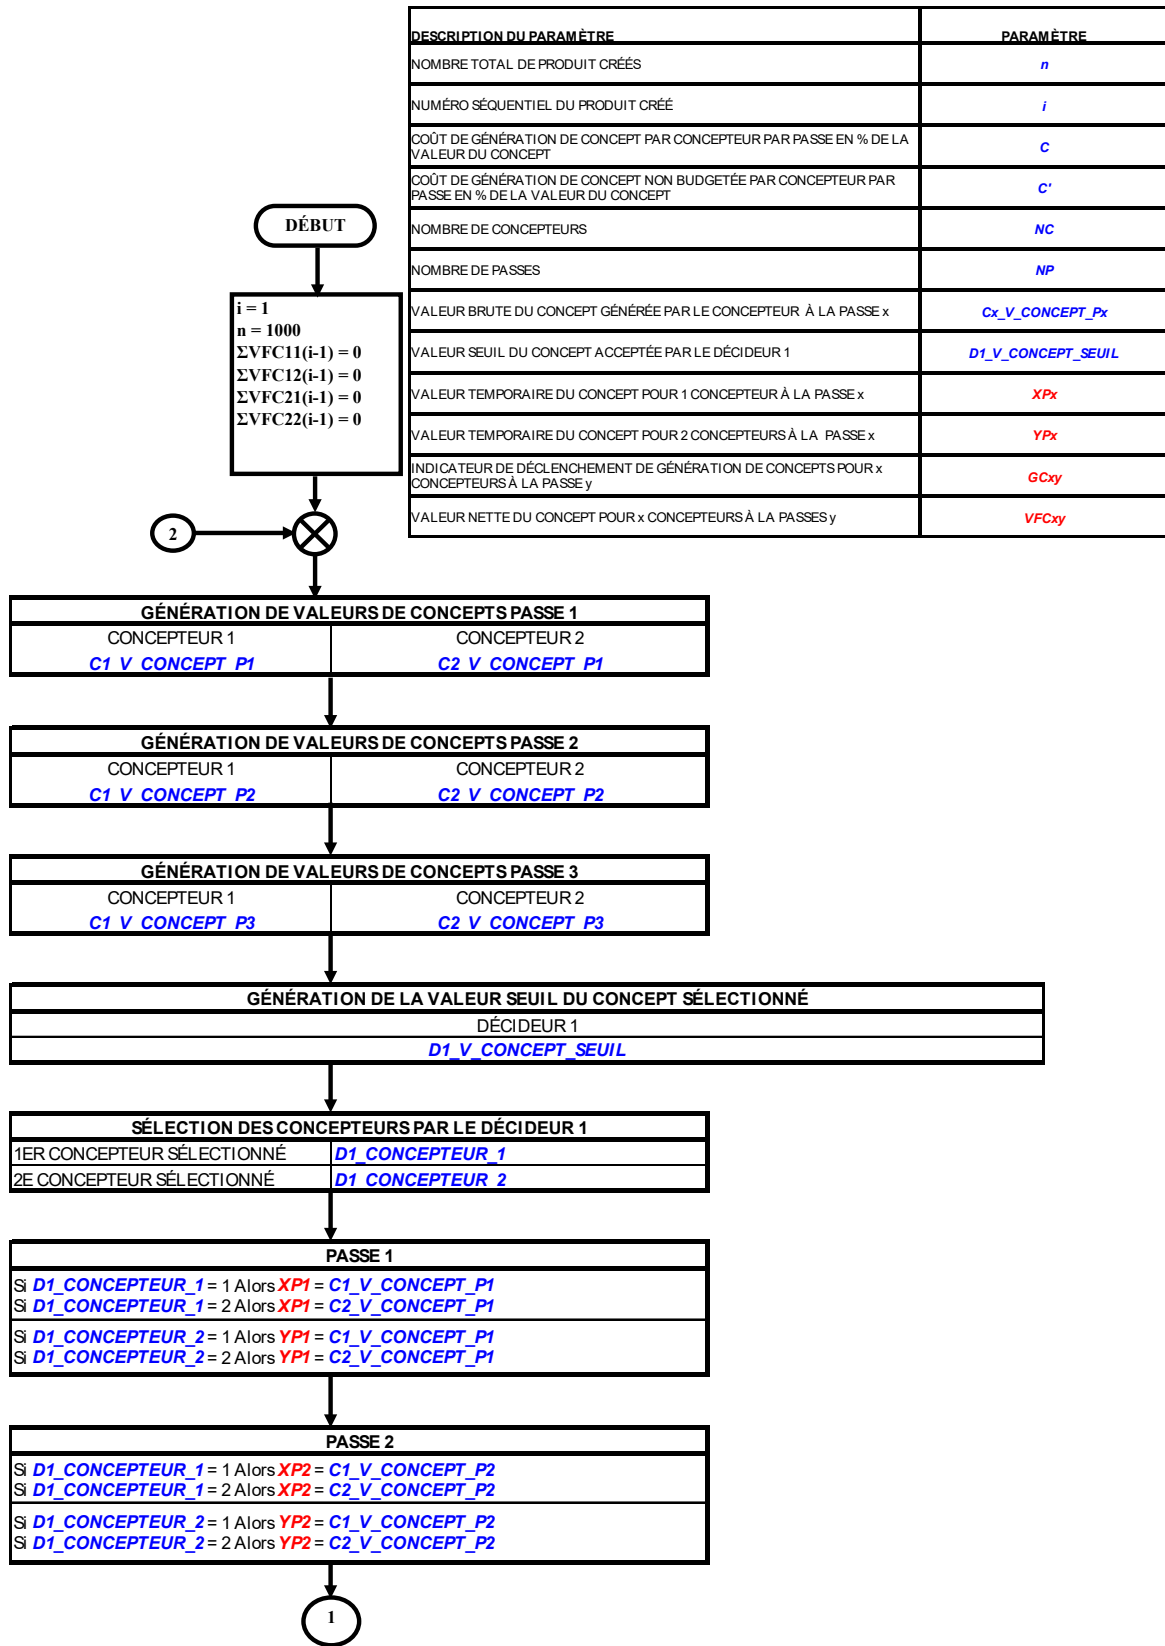 DESCRIPTION DU PARAMÈTRE PARAMÈTRE
NOMBRE TOTAL DE PRODUIT CRÉÉS n
NUMÉRO SÉQUENTIEL DU PRODUIT CRÉÉ i
COÛT DE GÉNÉRATION DE CONCEPT PAR CONCEPTEUR PAR PASSE EN % DE LA
VALEUR DU CONCEPT C
COÛT DE GÉNÉRATION DE CONCEPT NON BUDGETÉE PAR CONCEPTEUR PAR
PASSE EN % DE LA VALEUR DU CONCEPT C'
NOMBRE DE CONCEPTEURS NC
NOMBRE DE PASSES NP
VALEUR BRUTE DU CONCEPT GÉNÉRÉE PAR LE CONCEPTEUR À LA PASSE x Cx_V_CONCEPT_Px
VALEUR SEUIL DU CONCEPT ACCEPTÉE PAR LE DÉCIDEUR 1 D1_V_CONCEPT_SEUIL
VALEUR TEMPORAIRE DU CONCEPT POUR 1 CONCEPTEUR À LA PASSE x XPx
VALEUR TEMPORAIRE DU CONCEPT POUR 2 CONCEPTEURS À LA PASSE x YPx
INDICATEUR DE DÉCLENCHEMENT DE GÉNÉRATION DE CONCEPTS POUR x
CONCEPTEURS À LA PASSE y GCxy
VALEUR NETTE DU CONCEPT POUR x CONCEPTEURS À LA PASSES y VFCxy
DÉBUT
i = 1
n = 1000
ΣVFC11(i-1) = 0
ΣVFC12(i-1) = 0
ΣVFC21(i-1) = 0
ΣVFC22(i-1) = 0
2
GÉNÉRATION DE VALEURS DE CONCEPTS PASSE 1
CONCEPTEUR 1 CONCEPTEUR 2
C1_V_CONCEPT_P1 C2_V_CONCEPT_P1
GÉNÉRATION DE VALEURS DE CONCEPTS PASSE 2
CONCEPTEUR 1 CONCEPTEUR 2
C1_V_CONCEPT_P2 C2_V_CONCEPT_P2
GÉNÉRATION DE VALEURS DE CONCEPTS PASSE 3
CONCEPTEUR 1 CONCEPTEUR 2
C1_V_CONCEPT_P3 C2_V_CONCEPT_P3
GÉNÉRATION DE LA VALEUR SEUIL DU CONCEPT SÉLECTIONNÉ
DÉCIDEUR 1
D1_V_CONCEPT_SEUIL
SÉLECTION DES CONCEPTEURS PAR LE DÉCIDEUR 1
1ER CONCEPTEUR SÉLECTIONNÉ D1_CONCEPTEUR_1
2E CONCEPTEUR SÉLECTIONNÉ D1_CONCEPTEUR_2
PASSE 1
Si D1_CONCEPTEUR_1 = 1 Alors XP1 = C1_V_CONCEPT_P1
Si D1_CONCEPTEUR_1 = 2 Alors XP1 = C2_V_CONCEPT_P1
Si D1_CONCEPTEUR_2 = 1 Alors YP1 = C1_V_CONCEPT_P1
Si D1_CONCEPTEUR_2 = 2 Alors YP1 = C2_V_CONCEPT_P1
PASSE 2
Si D1_CONCEPTEUR_1 = 1 Alors XP2 = C1_V_CONCEPT_P2
Si D1_CONCEPTEUR_1 = 2 Alors XP2 = C2_V_CONCEPT_P2
Si D1_CONCEPTEUR_2 = 1 Alors YP2 = C1_V_CONCEPT_P2
Si D1_CONCEPTEUR_2 = 2 Alors YP2 = C2_V_CONCEPT_P2
1